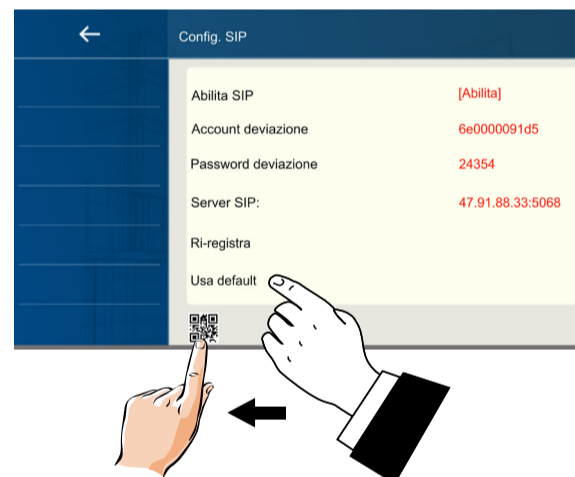 Config. SIP
Abilita SIP [Abilita]
Account deviazione 6e0000091d5
Password deviazione 24354
Server SIP: 47.91.88.33:5068
Ri-registra
Usa default